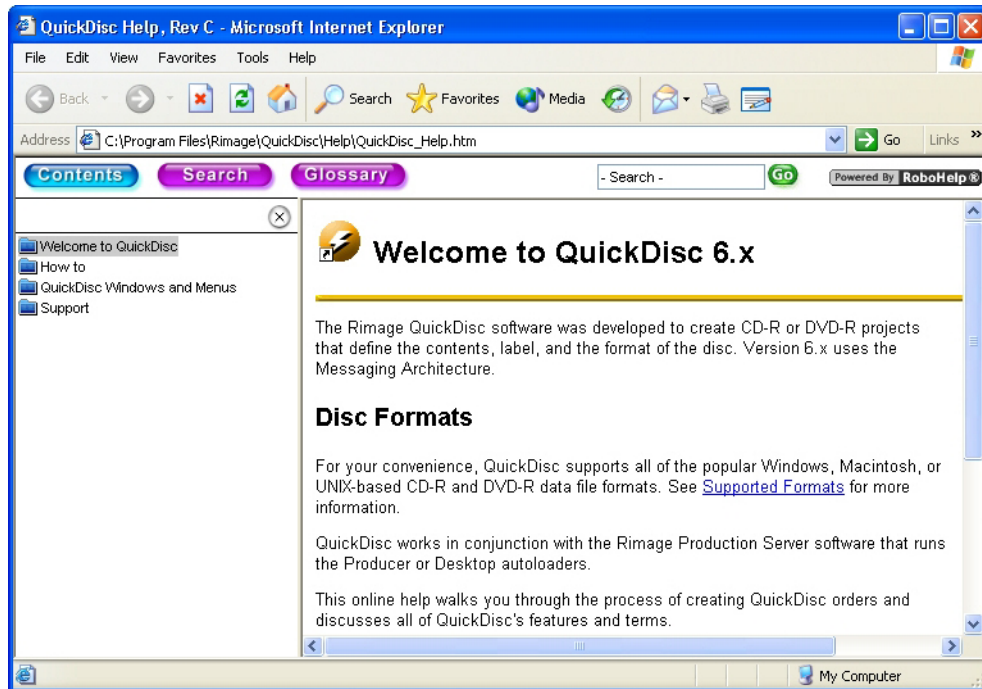 QuickDisc Help, Rev C - Microsoft Internet Explorer
File Edit View Favorites Tools Help
Back Search Favorites Media
Address C:\Program Files\Rimage\QuickDisc\Help\QuickDisc_Help.htm Go Links »
Contents Search Glossary - Search - Go Powered By RoboHelp®
Welcome to QuickDisc
How to
QuickDisc Windows and Menus
Support
Welcome to QuickDisc 6.x
The Rimage QuickDisc software was developed to create CD-R or DVD-R projects
that define the contents, label, and the format of the disc. Version 6.x uses the
Messaging Architecture.
Disc Formats
For your convenience, QuickDisc supports all of the popular Windows, Macintosh, or
UNIX-based CD-R and DVD-R data file formats. See Supported Formats for more
information.
QuickDisc works in conjunction with the Rimage Production Server software that runs
the Producer or Desktop autoloaders.
This online help walks you through the process of creating QuickDisc orders and
discusses all of QuickDisc's features and terms.
My Computer